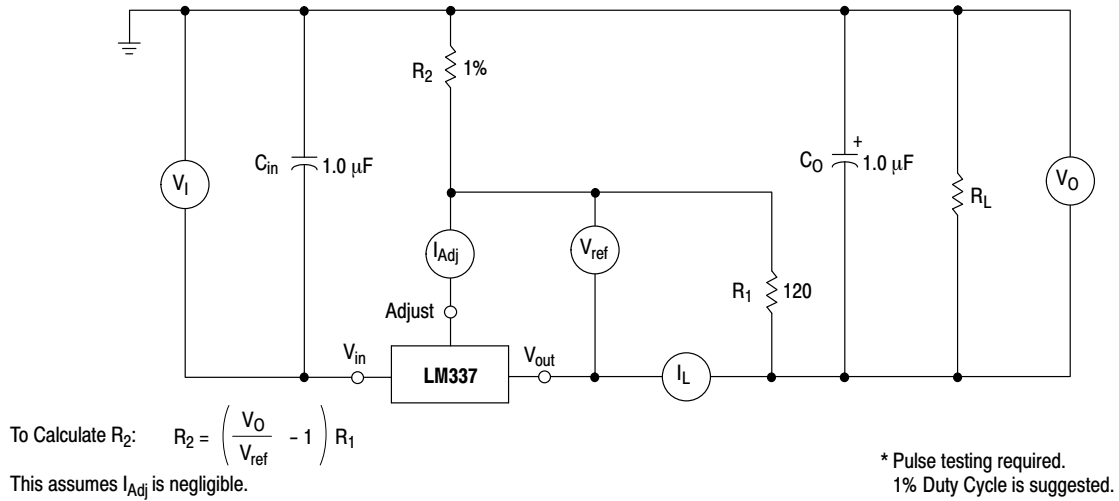 R2 1%
Cin 1.0 μF
CO + 1.0 μF
VI
RL
VO
IAdj
Vref
R1 120
Adjust
Vin
LM337
Vout
IL
To Calculate R2: R2 = (VO / Vref - 1) R1
This assumes IAdj is negligible.
* Pulse testing required.
1% Duty Cycle is suggested.